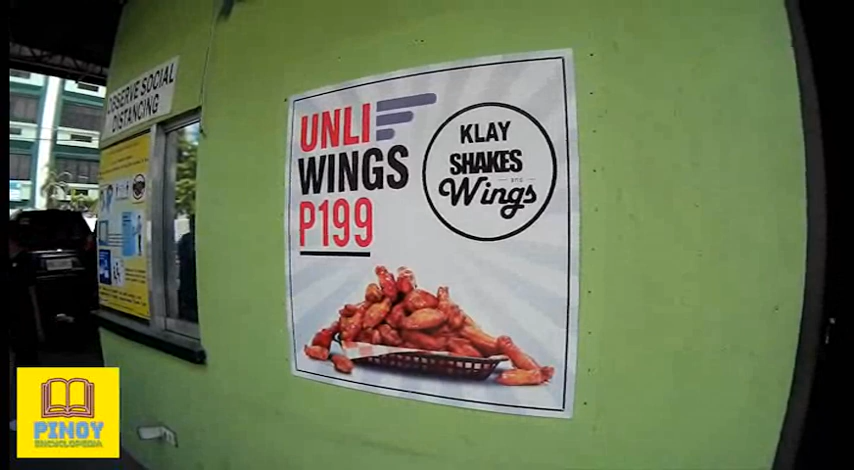 OBSERVE SOCIAL
DISTANCING
UNLI
WINGS
P199
KLAY
SHAKES
and
Wings
PINOY
ENCYCLOPEDIA